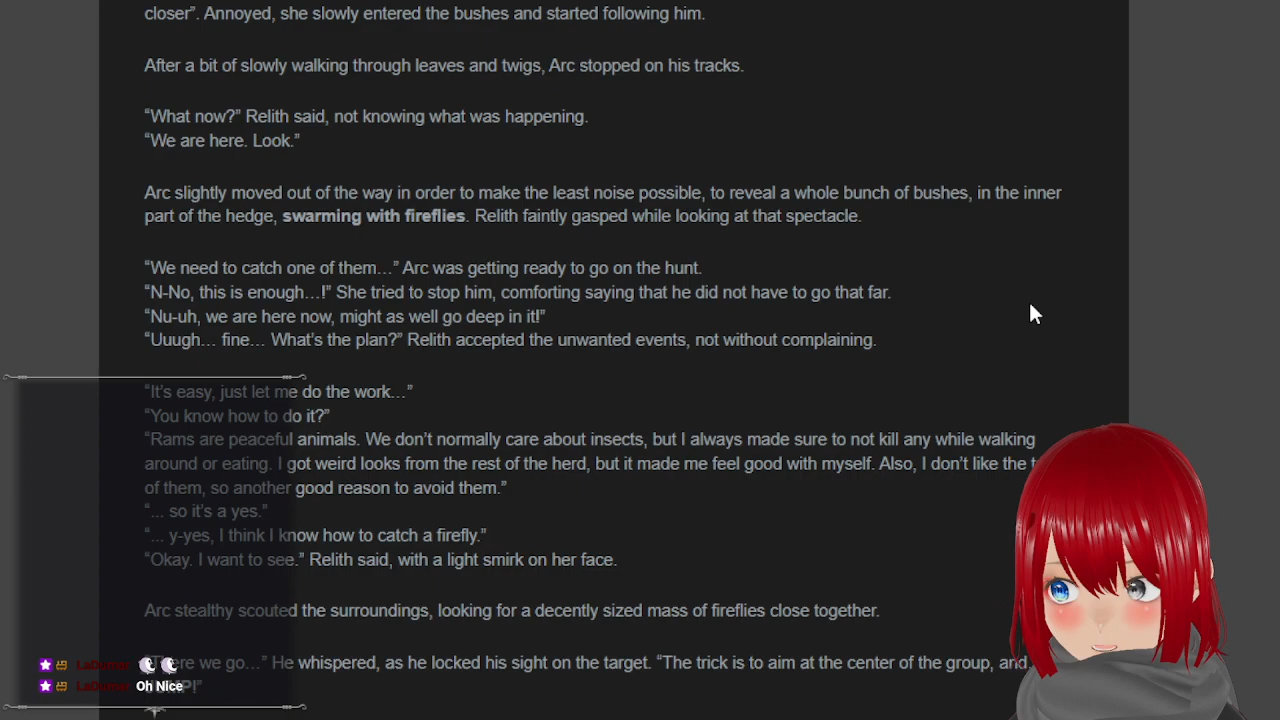 closer”. Annoyed, she slowly entered the bushes and started following him.
After a bit of slowly walking through leaves and twigs, Arc stopped on his tracks.
“What now?” Relith said, not knowing what was happening.
“We are here. Look.”
Arc slightly moved out of the way in order to make the least noise possible, to reveal a whole bunch of bushes, in the inner
part of the hedge, swarming with fireflies. Relith faintly gasped while looking at that spectacle.
“We need to catch one of them…” Arc was getting ready to go on the hunt.
“N-No, this is enough…!” She tried to stop him, comforting saying that he did not have to go that far.
“Nu-uh, we are here now, might as well go deep in it!”
“Uuugh… fine… What’s the plan?” Relith accepted the unwanted events, not without complaining.
“It’s easy, just let me do the work…”
“You know how to do it?”
“Rams are peaceful animals. We don’t normally care about insects, but I always made sure to not kill any while walking
around or eating. I got weird looks from the rest of the herd, but it made me feel good with myself. Also, I don’t like the
of them, so another good reason to avoid them.”
“... so it’s a yes.”
“... y-yes, I think I know how to catch a firefly.”
“Okay. I want to see.” Relith said, with a light smirk on her face.
Arc stealthy scouted the surroundings, looking for a decently sized mass of fireflies close together.
“There we go…” He whispered, as he locked his sight on the target. “The trick is to aim at the center of the group, and
Oh Nice